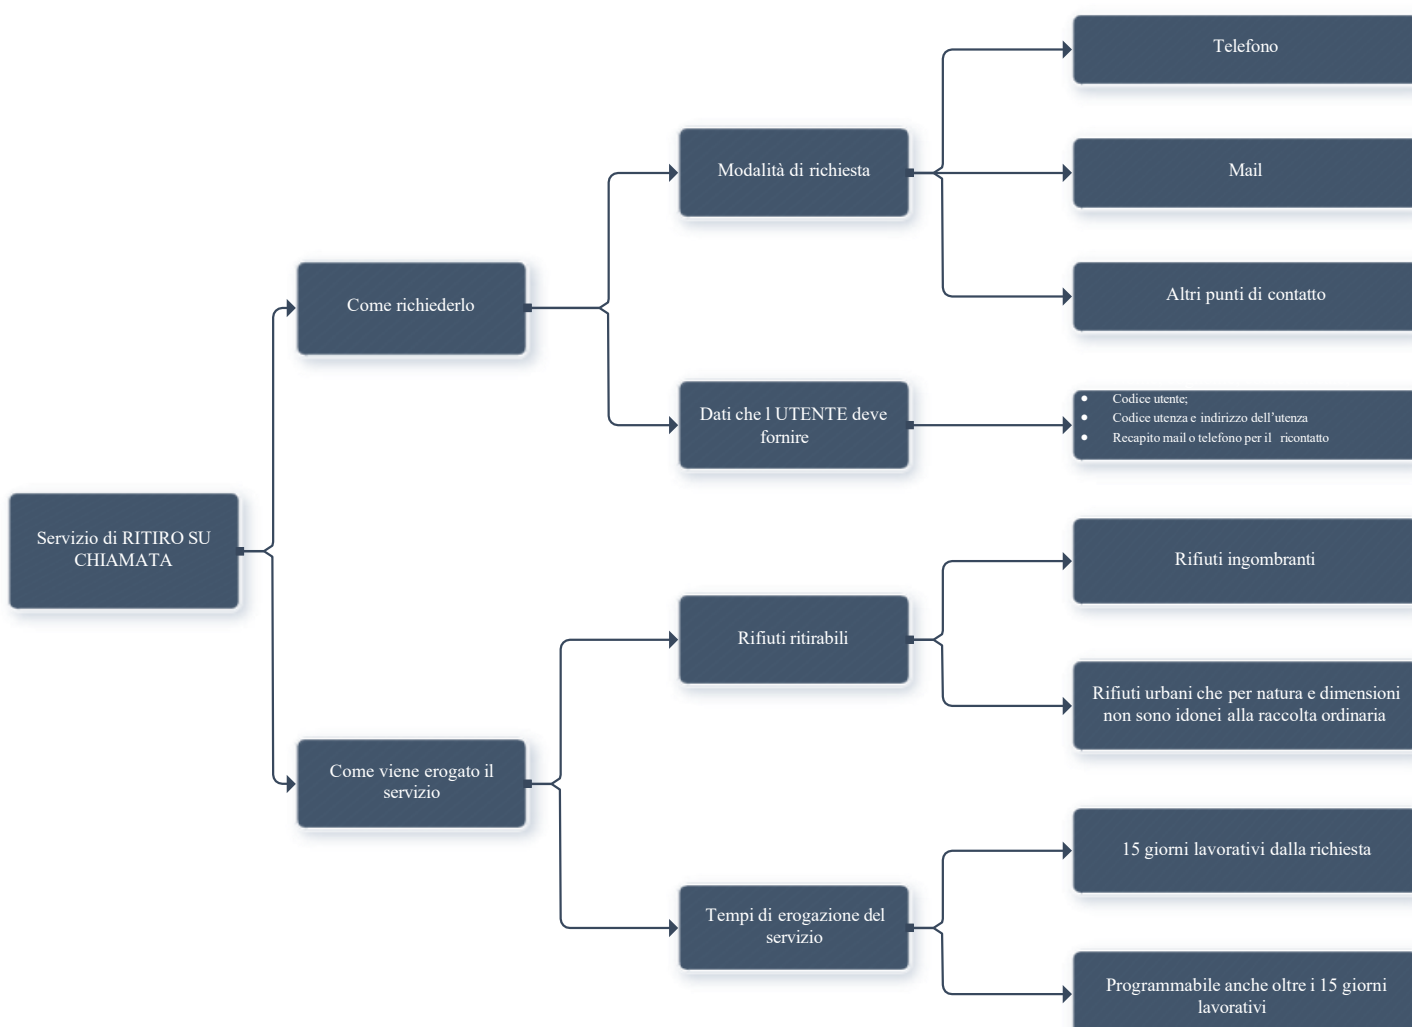 Servizio di RITIRO SU
CHIAMATA
Come richiederlo
Modalità di richiesta
Telefono
Mail
Altri punti di contatto
Dati che l UTENTE deve
fornire
• Codice utente;
• Codice utenza e indirizzo dell'utenza
• Recapito mail o telefono per il ricontatto
Come viene erogato il
servizio
Rifiuti ritirabili
Rifiuti ingombranti
Rifiuti urbani che per natura e dimensioni
non sono idonei alla raccolta ordinaria
Tempi di erogazione del
servizio
15 giorni lavorativi dalla richiesta
Programmabile anche oltre i 15 giorni
lavorativi